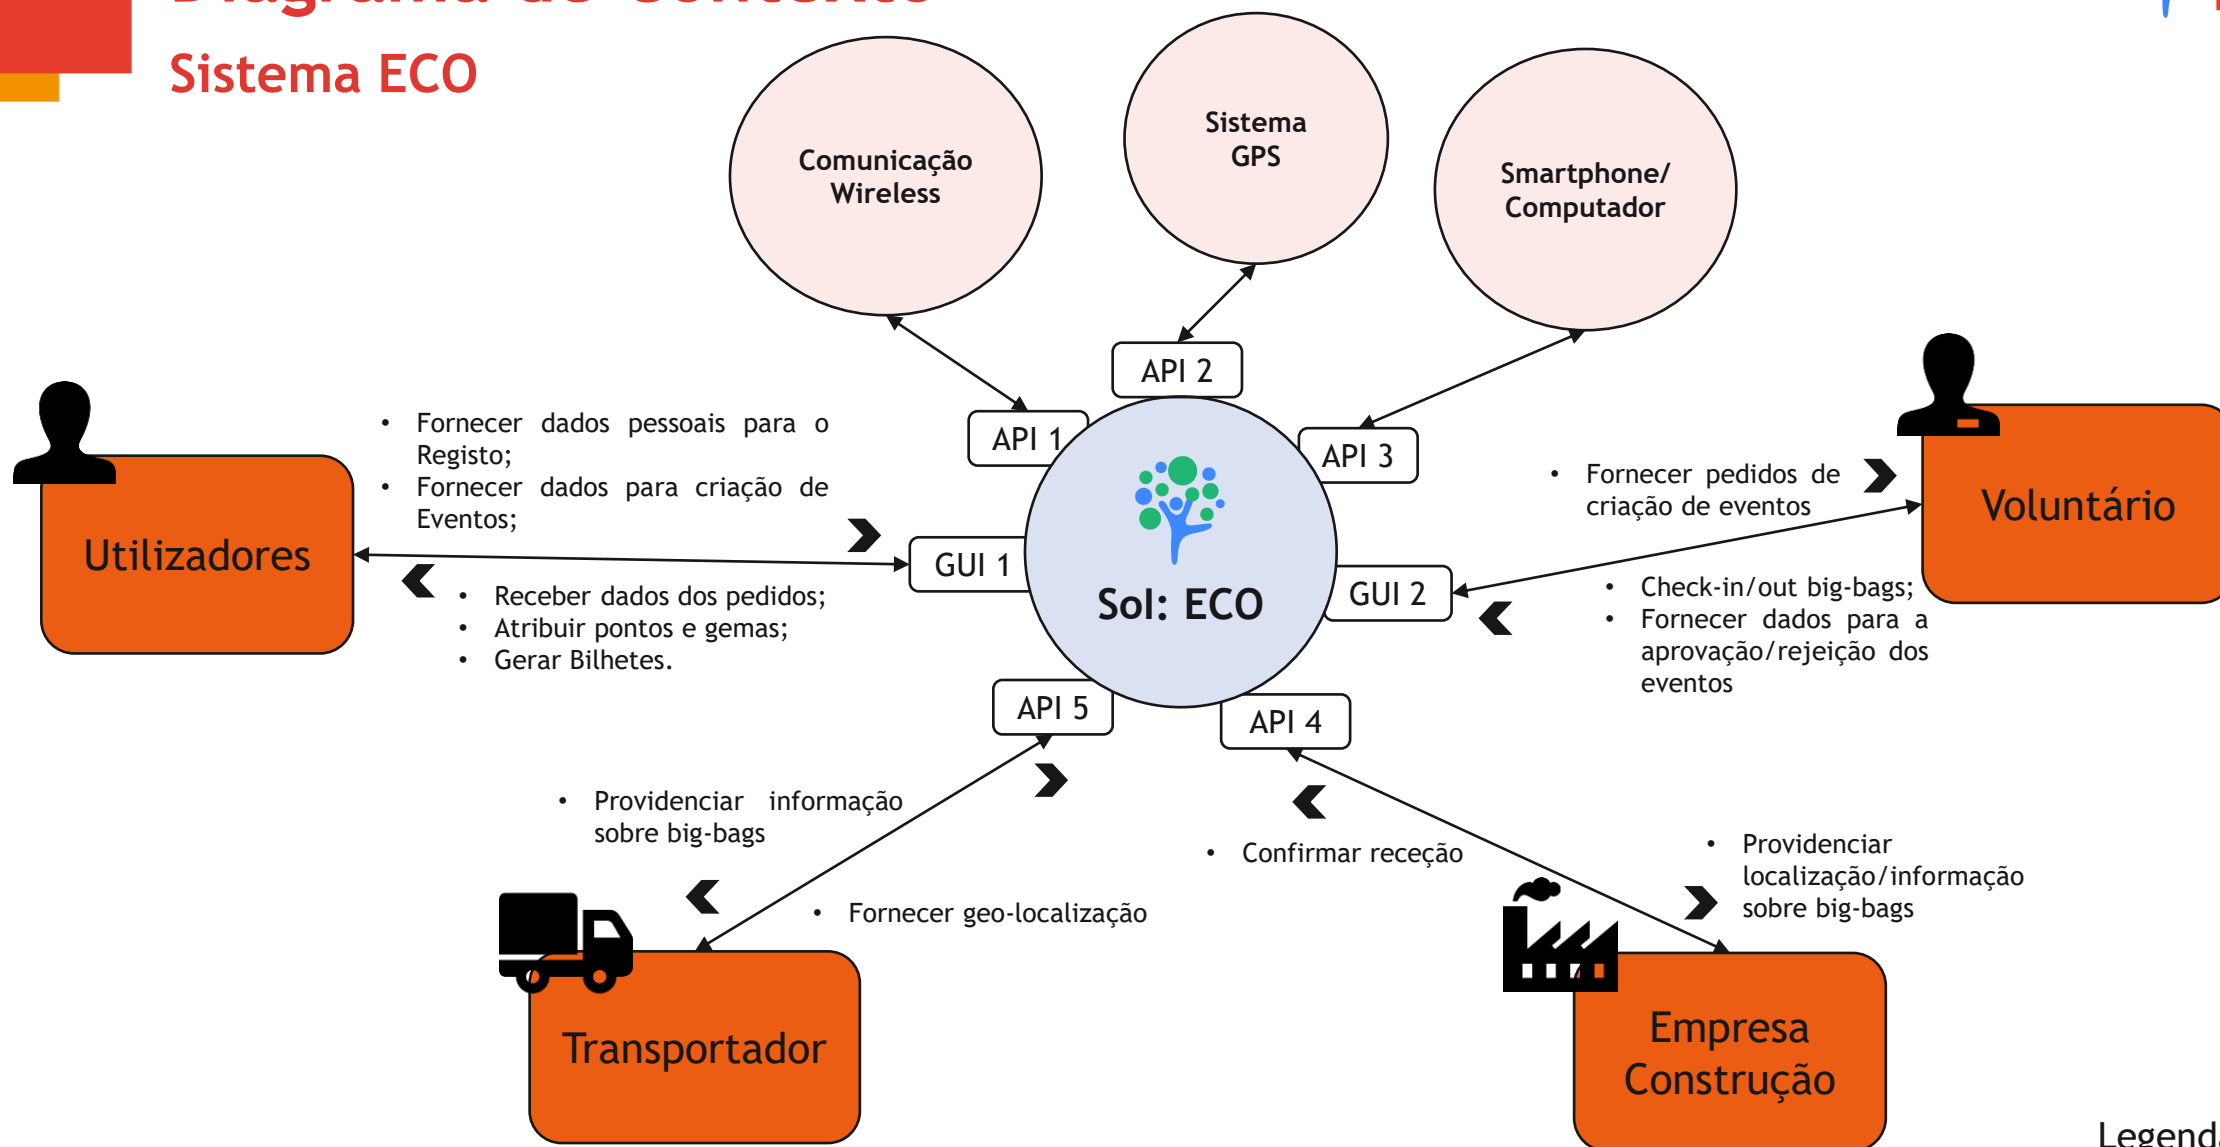 Diagrama de Contexto
Sistema ECO
Comunicação
Wireless
Sistema
GPS
Smartphone/
Computador
API 1
API 2
API 3
• Fornecer dados pessoais para o
Registo;
• Fornecer dados para criação de
Eventos;
Utilizadores
GUI 1
• Receber dados dos pedidos;
• Atribuir pontos e gemas;
• Gerar Bilhetes.
Sol: ECO
• Fornecer pedidos de
criação de eventos
Voluntário
GUI 2
• Check-in/out big-bags;
• Fornecer dados para a
aprovação/rejeição dos
eventos
API 5
API 4
• Providenciar informação
sobre big-bags
• Fornecer geo-localização
Transportador
• Confirmar receção
• Providenciar
localização/informação
sobre big-bags
Empresa
Construção
Legenda